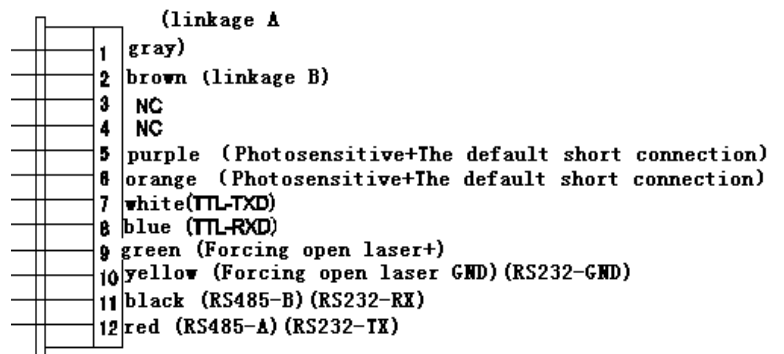 (linkage A
1 gray)
2 brown (linkage B)
3 NC
4 NC
5 purple (Photosensitive+The default short connection)
6 orange (Photosensitive+The default short connection)
7 white(TTL-TXD)
8 blue (TTL-RXD)
9 green (Forcing open laser+)
10 yellow (Forcing open laser GND)(RS232-GND)
11 black (RS485-B)(RS232-RX)
12 red (RS485-A)(RS232-TX)